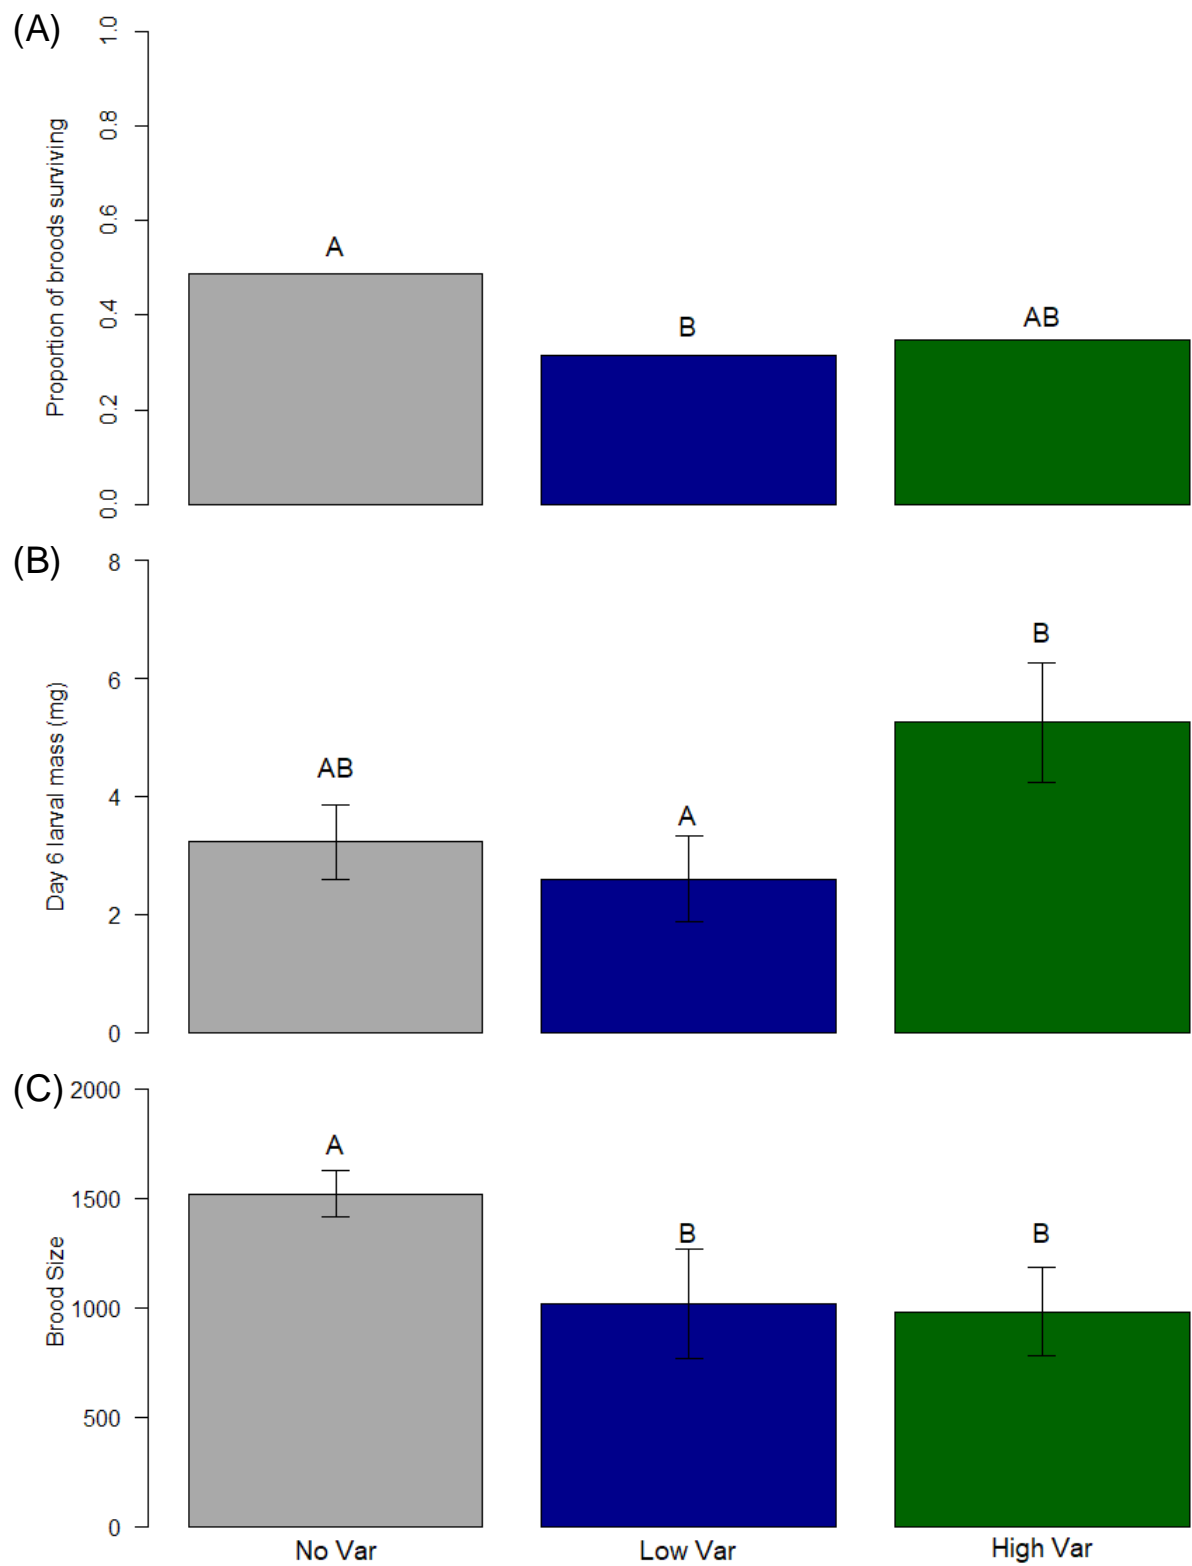 (A)
1.0
0.8
0.6
0.4
0.2
0.0
Proportion of broods surviving
A
B
AB
(B)
8
6
4
2
0
Day 6 larval mass (mg)
AB
A
B
(C)
2000
1500
1000
500
0
Brood Size
A
B
B
No Var
Low Var
High Var